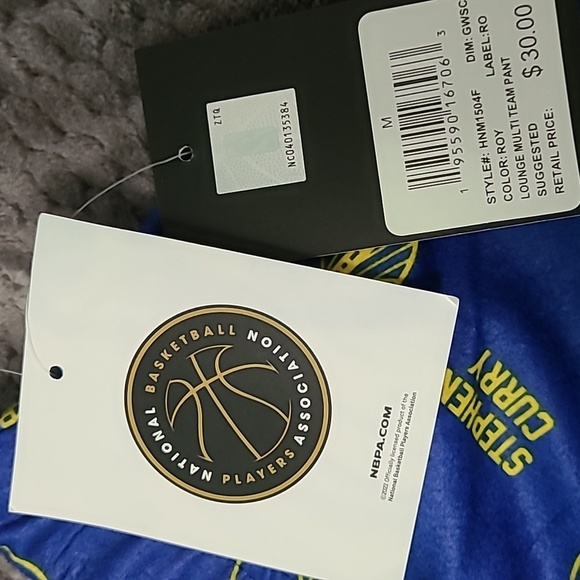 ZTQ
NC040135384
M
1 95590 16706 3
STYLE#: HNM1504F DIM: GWSC
COLOR: ROY LABEL:RO
LOUNGE MULTI TEAM PANT
SUGGESTED
RETAIL PRICE: $ 30.00
NATIONAL BASKETBALL
PLAYERS ASSOCIATION
NBPA.COM
©2022 Officially licensed product of the
National Basketball Players Association
STEPHEN
CURRY